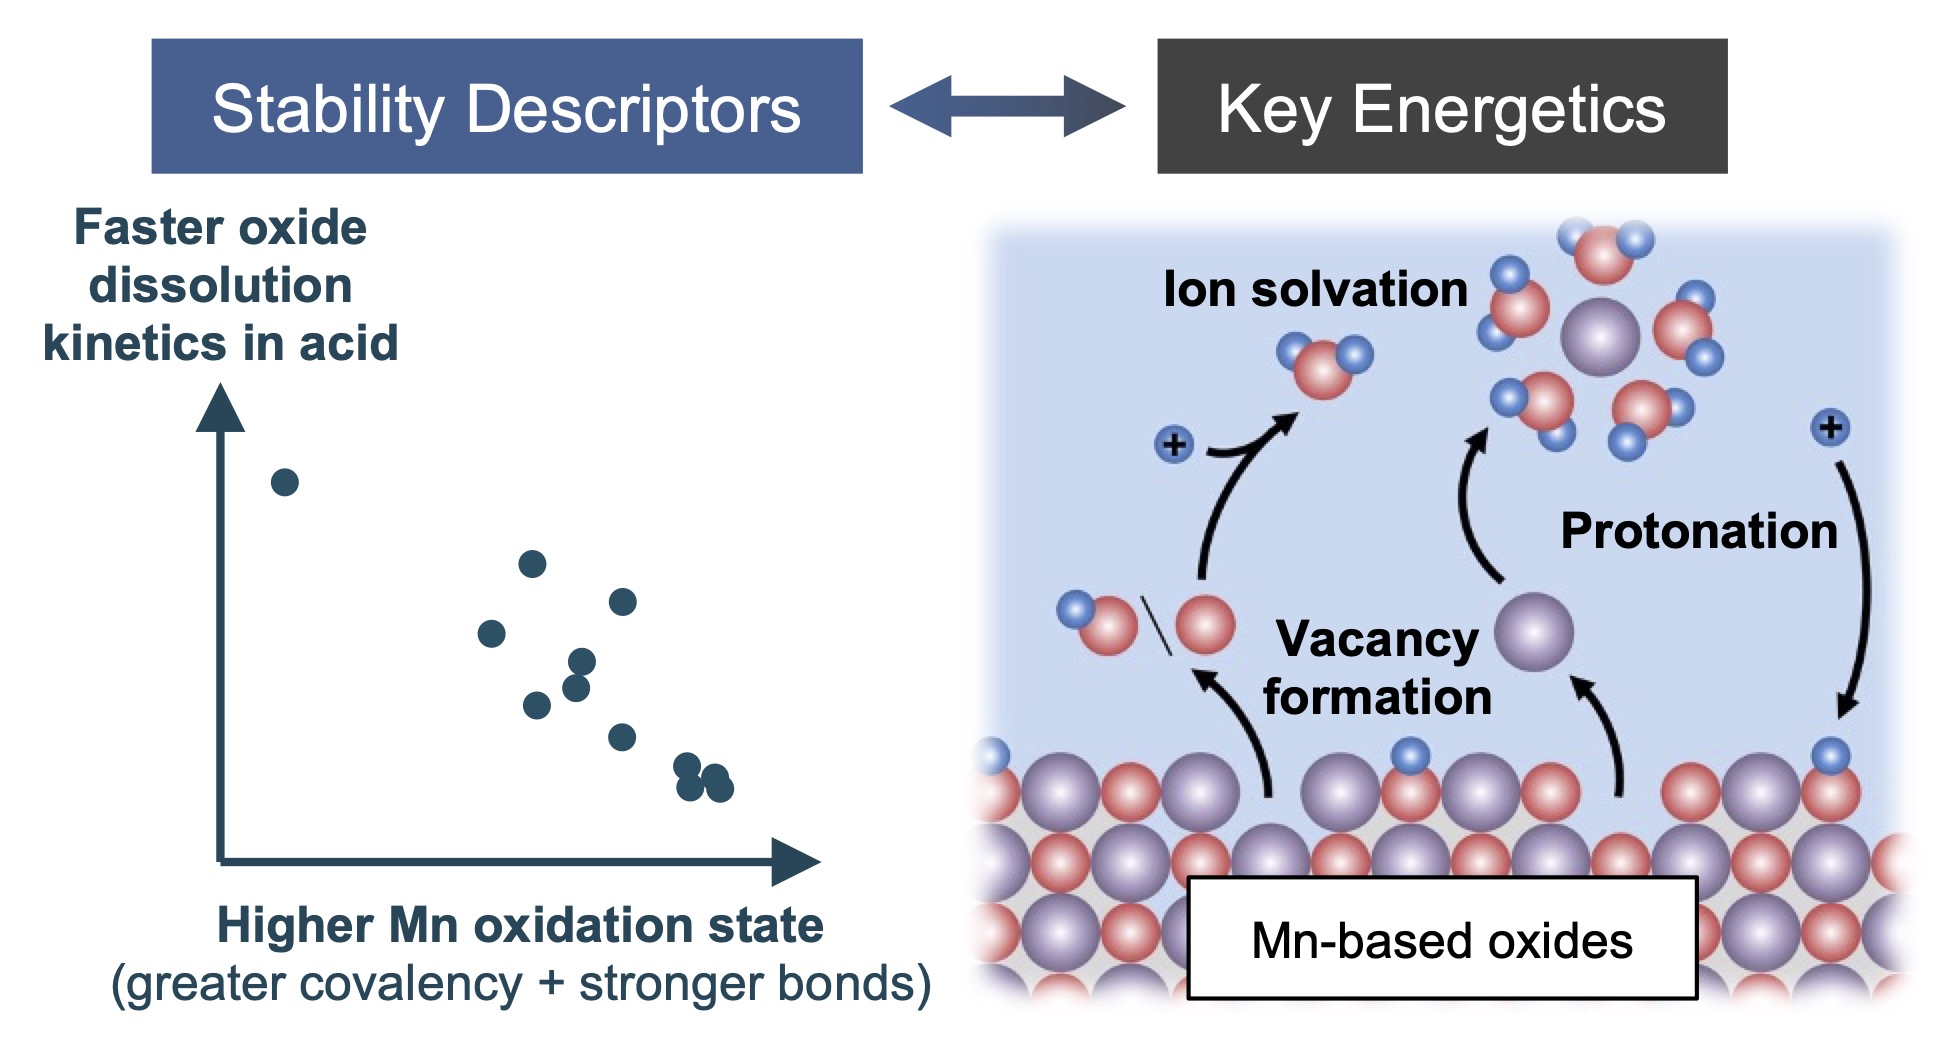 Stability Descriptors
Key Energetics
Faster oxide
dissolution
kinetics in acid
Higher Mn oxidation state
(greater covalency + stronger bonds)
Ion solvation
+
+
Protonation
\
Vacancy
formation
Mn-based oxides